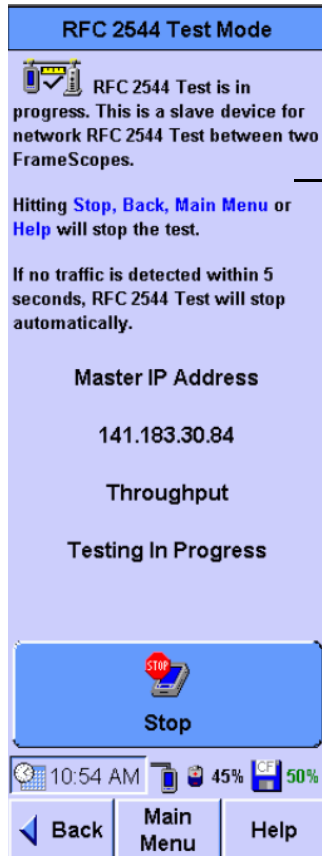 RFC 2544 Test Mode
RFC 2544 Test is in
progress. This is a slave device for
network RFC 2544 Test between two
FrameScopes.
Hitting Stop, Back, Main Menu or
Help will stop the test.
If no traffic is detected within 5
seconds, RFC 2544 Test will stop
automatically.
Master IP Address
141.183.30.84
Throughput
Testing In Progress
STOP
Stop
10:54 AM 45% CF 50%
Back Main Menu Help